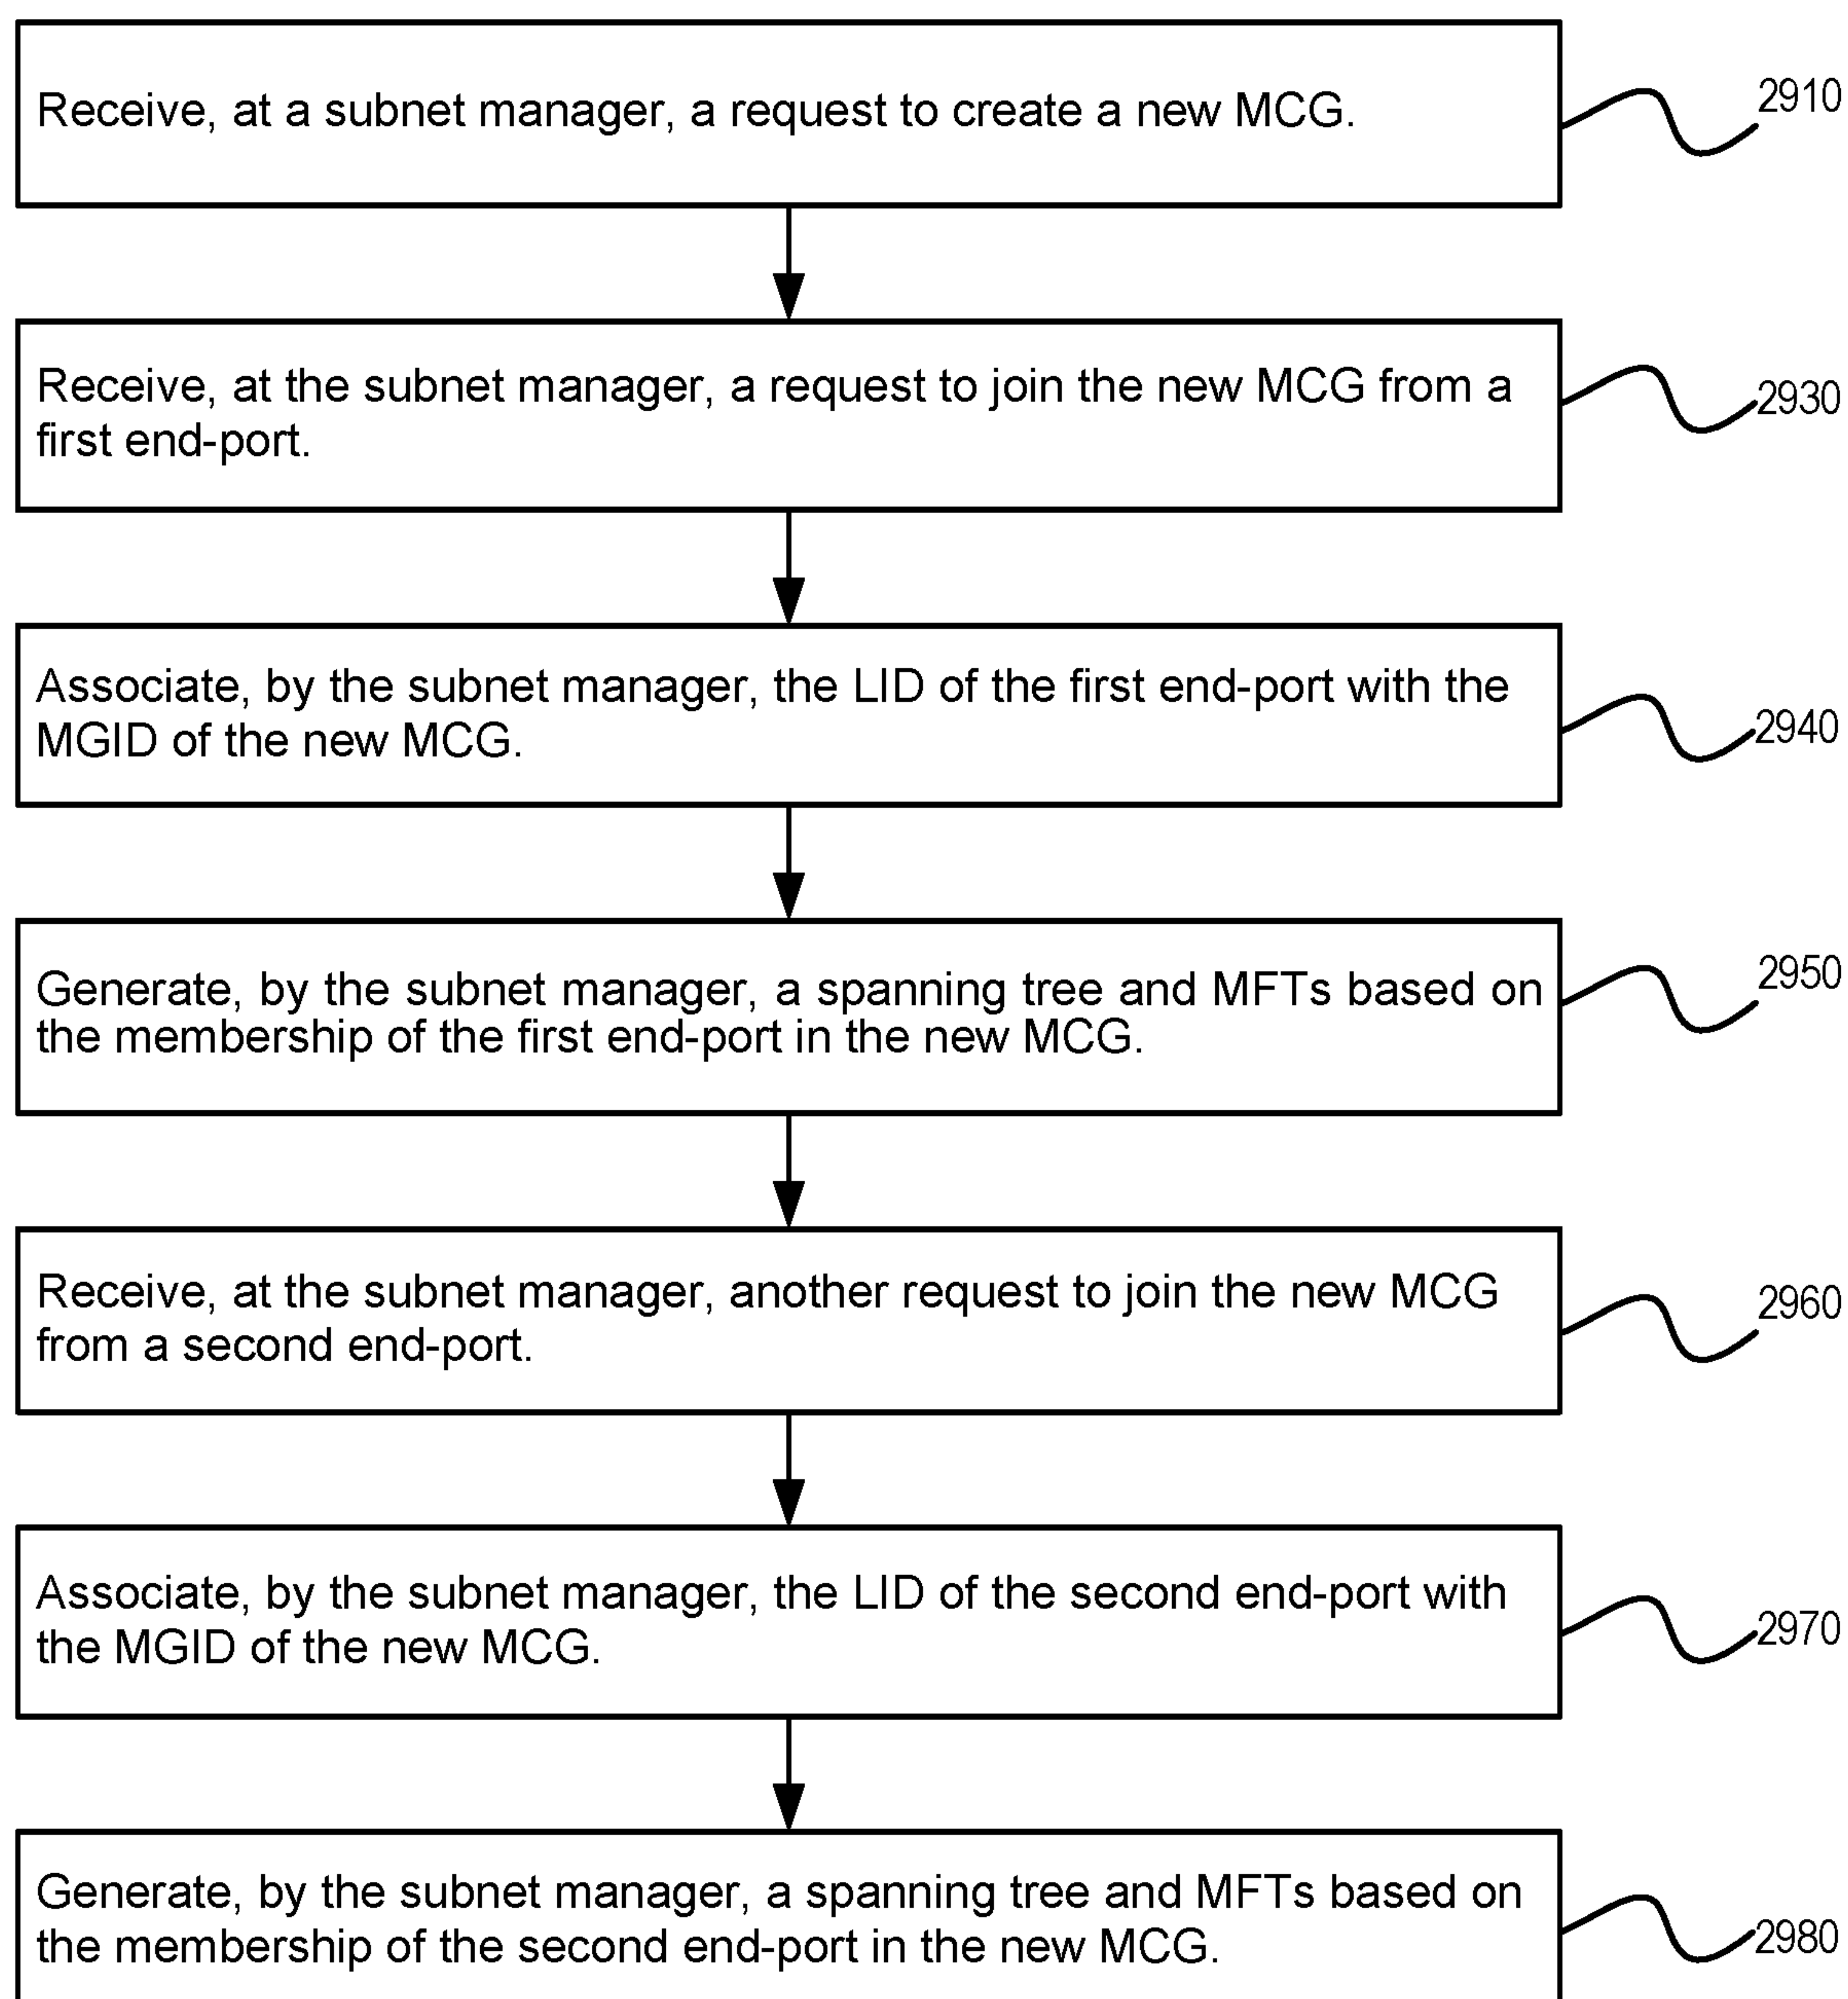 Receive, at a subnet manager, a request to create a new MCG.
2910
Receive, at the subnet manager, a request to join the new MCG from a
first end-port.
2930
Associate, by the subnet manager, the LID of the first end-port with the
MGID of the new MCG.
2940
Generate, by the subnet manager, a spanning tree and MFTs based on
the membership of the first end-port in the new MCG.
2950
Receive, at the subnet manager, another request to join the new MCG
from a second end-port.
2960
Associate, by the subnet manager, the LID of the second end-port with
the MGID of the new MCG.
2970
Generate, by the subnet manager, a spanning tree and MFTs based on
the membership of the second end-port in the new MCG.
2980